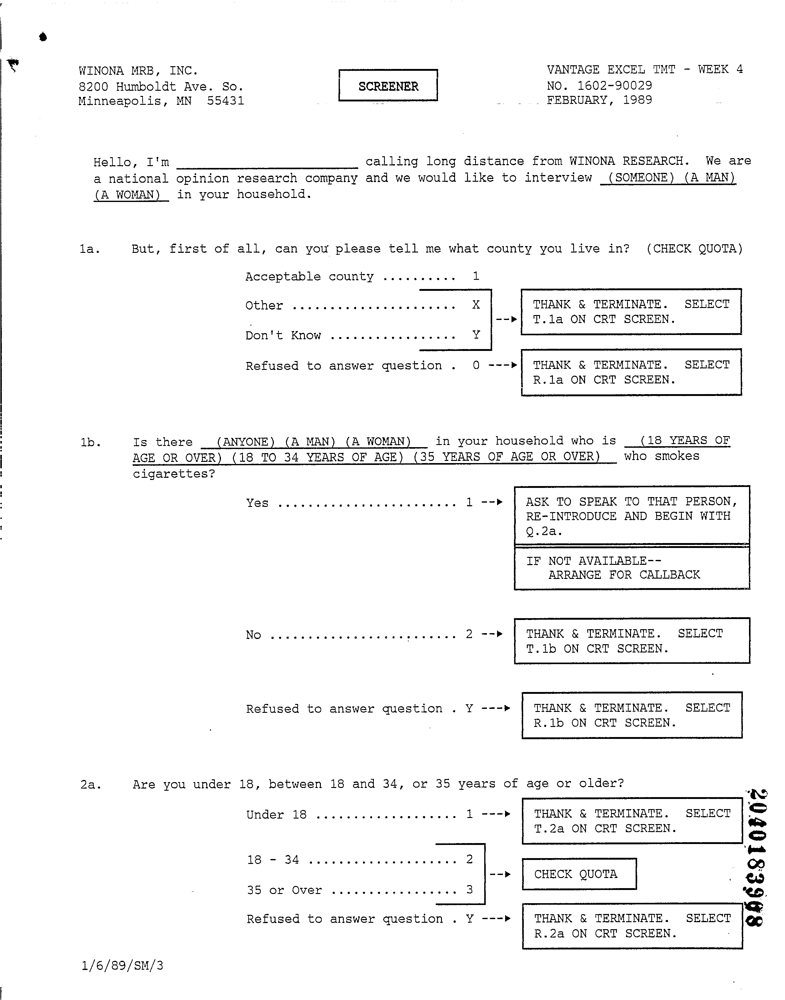 WINONA MRB, INC.
8200 Humboldt Ave. So.
Minneapolis, MN 55431
SCREENER
VANTAGE EXCEL TMT - WEEK 4
NO. 1602-90029
FEBRUARY, 1989
Hello, I'm ________________________ calling long distance from WINONA RESEARCH. We are
a national opinion research company and we would like to interview (SOMEONE) (A MAN)
(A WOMAN) in your household.
1a. But, first of all, can you please tell me what county you live in? (CHECK QUOTA)
Acceptable county .......... 1
Other ...................... X
Don't Know ................. Y
--► THANK & TERMINATE. SELECT
T.1a ON CRT SCREEN.
Refused to answer question . 0 ---► THANK & TERMINATE. SELECT
R.1a ON CRT SCREEN.
1b. Is there (ANYONE) (A MAN) (A WOMAN) in your household who is (18 YEARS OF
AGE OR OVER) (18 TO 34 YEARS OF AGE) (35 YEARS OF AGE OR OVER) who smokes
cigarettes?
Yes ........................ 1 --► ASK TO SPEAK TO THAT PERSON,
RE-INTRODUCE AND BEGIN WITH
Q.2a.
IF NOT AVAILABLE--
ARRANGE FOR CALLBACK
No ......................... 2 --► THANK & TERMINATE. SELECT
T.1b ON CRT SCREEN.
Refused to answer question . Y ---► THANK & TERMINATE. SELECT
R.1b ON CRT SCREEN.
2a. Are you under 18, between 18 and 34, or 35 years of age or older?
Under 18 ................... 1 ---► THANK & TERMINATE. SELECT
T.2a ON CRT SCREEN.
18 - 34 .................... 2
35 or Over ................. 3
--► CHECK QUOTA
Refused to answer question . Y ---► THANK & TERMINATE. SELECT
R.2a ON CRT SCREEN.
1/6/89/SM/3